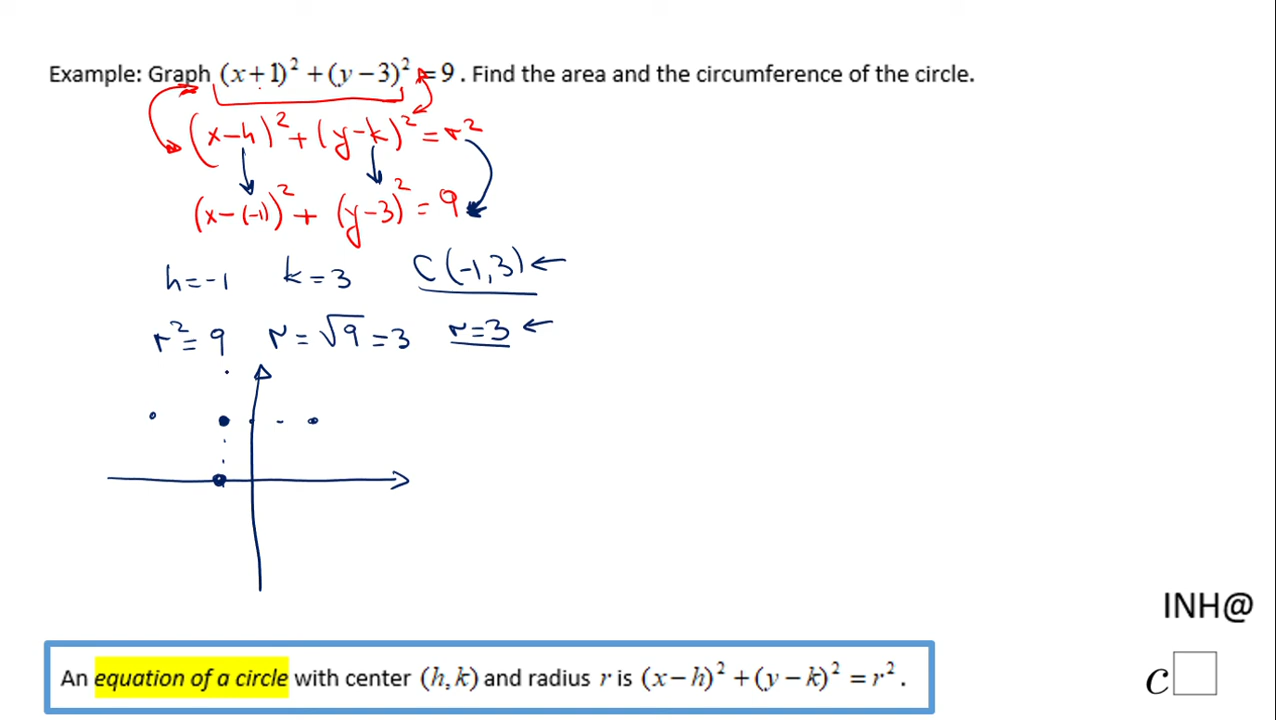 Example: Graph (x+1)² + (y−3)² = 9. Find the area and the circumference of the circle.
(x−h)² + (y−k)² = r²
(x−(−1))² + (y−3)² = 9
h=−1 k=3 C(−1,3) ←
r²=9 r=√9=3 r=3 ←
INH@
An equation of a circle with center (h,k) and radius r is (x−h)² + (y−k)² = r².
c